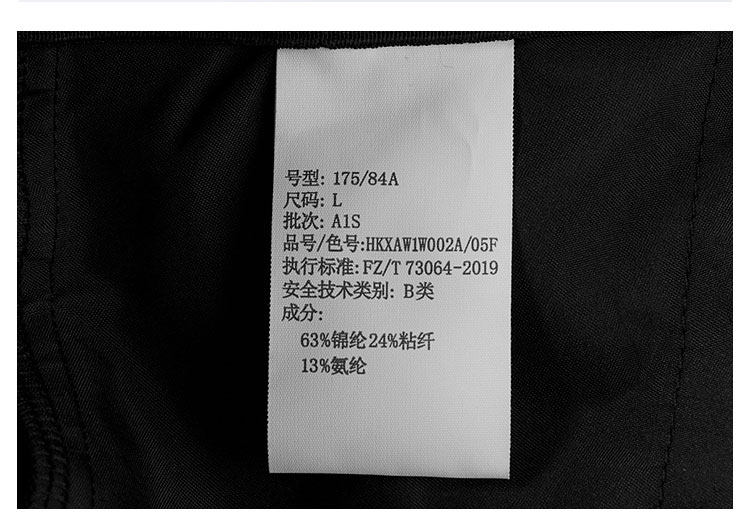 号型: 175/84A
尺码: L
批次: A1S
品号/色号:HKXAW1W002A/05F
执行标准:FZ/T 73064-2019
安全技术类别: B类
成分:
63%锦纶24%粘纤
13%氨纶